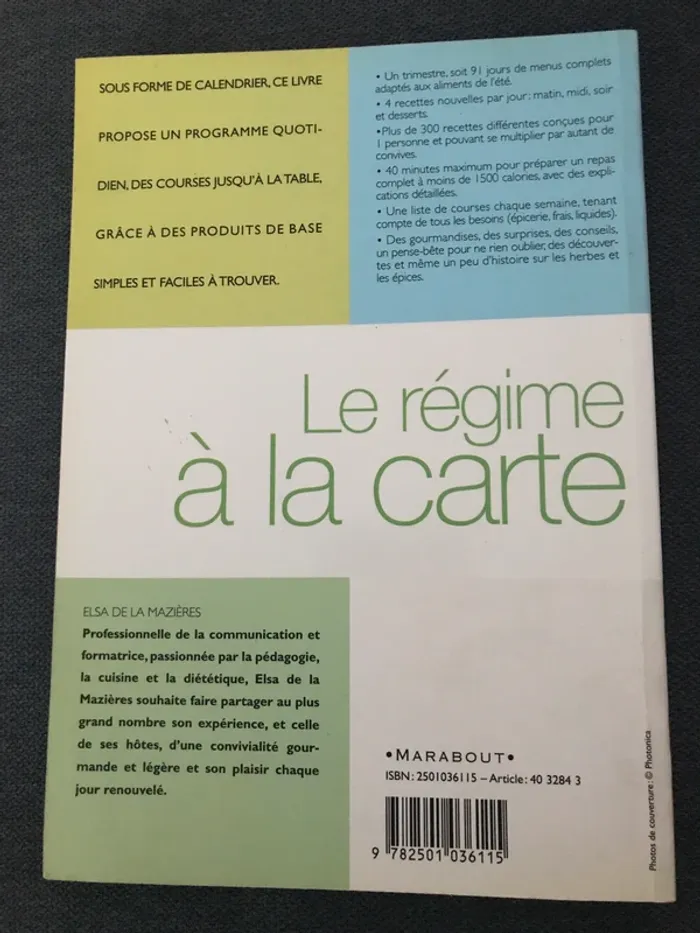 SOUS FORME DE CALENDRIER, CE LIVRE
PROPOSE UN PROGRAMME QUOTI-
DIEN, DES COURSES JUSQU'À LA TABLE,
GRÂCE À DES PRODUITS DE BASE
SIMPLES ET FACILES À TROUVER.
• Un trimestre, soit 91 jours de menus complets
adaptés aux aliments de l'été.
• 4 recettes nouvelles par jour: matin, midi, soir
et desserts.
•Plus de 300 recettes différentes conçues pour
1 personne et pouvant se multiplier par autant de
convives.
• 40 minutes maximum pour préparer un repas
complet à moins de 1500 calories, avec des expli-
cations détaillées.
• Une liste de courses chaque semaine, tenant
compte de tous les besoins (épicerie, frais, liquides).
• Des gourmandises, des surprises, des conseils,
un pense-bête pour ne rien oublier, des découver-
tes et même un peu d'histoire sur les herbes et
les épices.
Le régime
à la carte
ELSA DE LA MAZIÈRES
Professionnelle de la communication et
formatrice, passionnée par la pédagogie,
la cuisine et la diététique, Elsa de la
Mazières souhaite faire partager au plus
grand nombre son expérience, et celle
de ses hôtes, d'une convivialité gour-
mande et légère et son plaisir chaque
jour renouvelé.
•MARABOUT•
ISBN: 2501036115 – Article: 40 3284 3
9 782501 036115
Photos de couverture: © Photonica